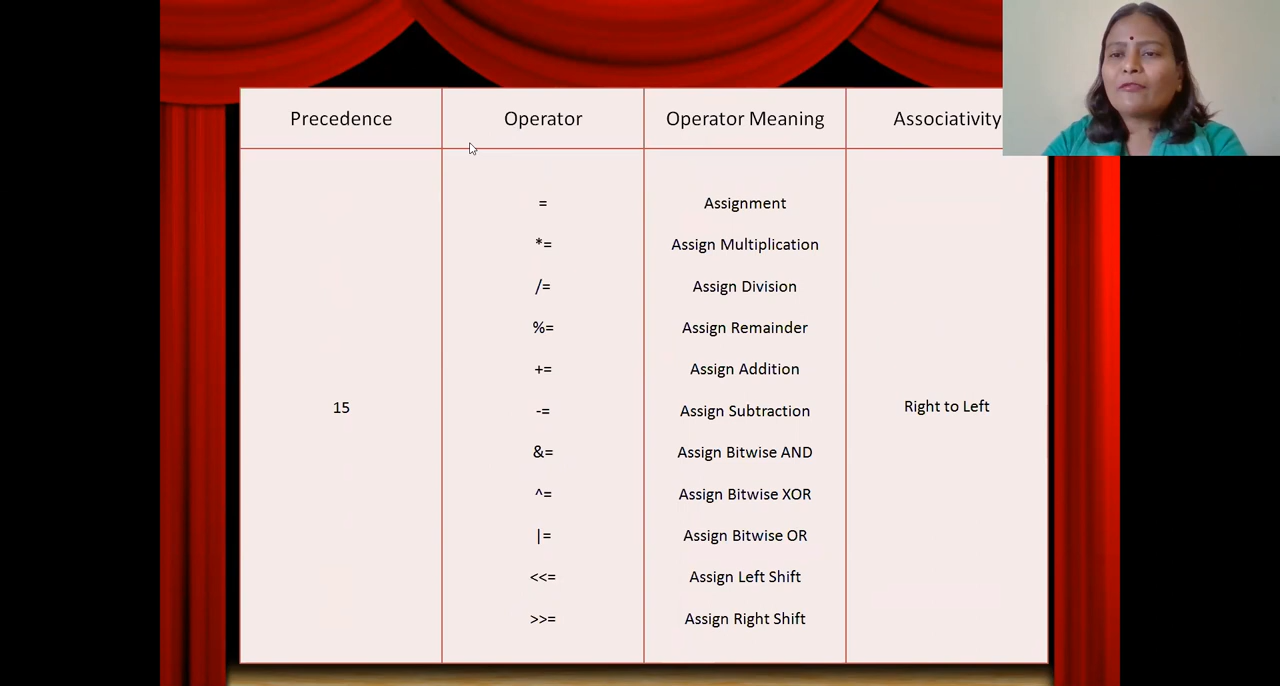 Precedence Operator Operator Meaning Associativity
= Assignment
*= Assign Multiplication
/= Assign Division
%= Assign Remainder
+= Assign Addition
15 -= Assign Subtraction Right to Left
&= Assign Bitwise AND
^= Assign Bitwise XOR
|= Assign Bitwise OR
<<= Assign Left Shift
>>= Assign Right Shift